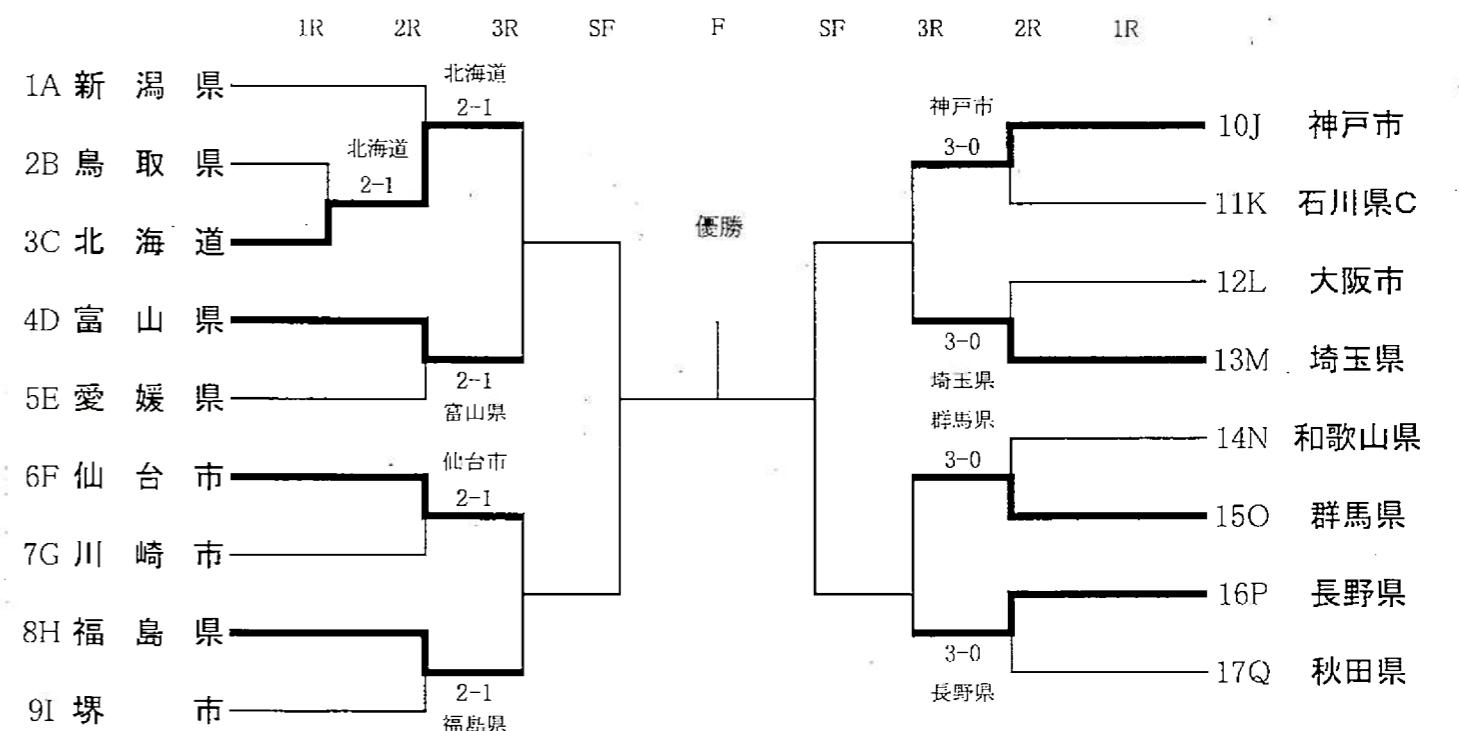 1R 2R 3R SF F SF 3R 2R 1R
北海道
1A 新潟県
2-1
神戸市
10J 神戸市
北海道
3-0
2B 鳥取県
2-1
11K 石川県C
優勝
3C 北海道
12L 大阪市
4D 富山県
3-0
13M 埼玉県
2-1
埼玉県
5E 愛媛県
富山県
群馬県
14N 和歌山県
仙台市
3-0
6F 仙台市
2-1
15O 群馬県
7G 川崎市
16P 長野県
8H 福島県
3-0
17Q 秋田県
2-1
長野県
9I 堺市
福島県